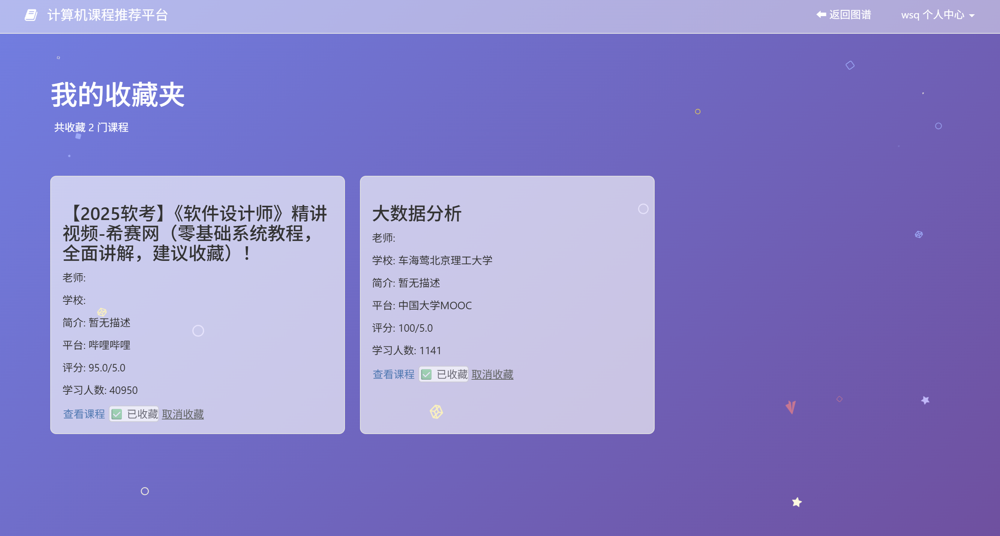 计算机课程推荐平台
返回图谱
wsq 个人中心
我的收藏夹
共收藏 2 门课程
【2025软考】《软件设计师》精讲
视频-希赛网（零基础系统教程，
全面讲解，建议收藏）！
老师:
学校:
简介: 暂无描述
平台: 哔哩哔哩
评分: 95.0/5.0
学习人数: 40950
查看课程 ✅ 已收藏 取消收藏
大数据分析
老师:
学校: 车海莺北京理工大学
简介: 暂无描述
平台: 中国大学MOOC
评分: 100/5.0
学习人数: 1141
查看课程 ✅ 已收藏 取消收藏